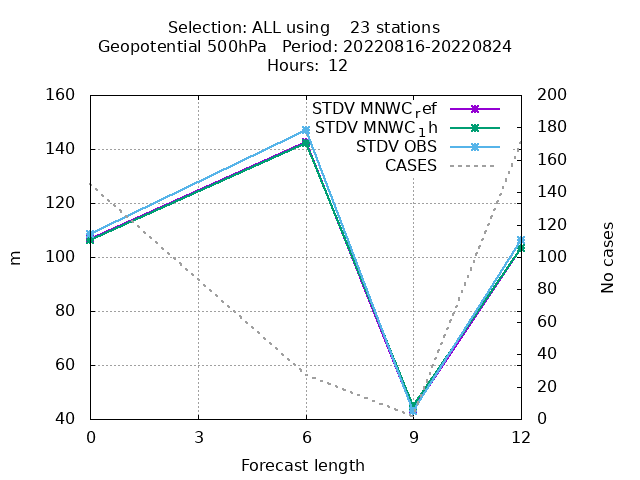 Selection: ALL using    23 stations
Geopotential 500hPa   Period: 20220816-20220824
Hours:  12
160
140
120
100
80
60
40
200
180
160
140
120
100
80
60
40
20
0
STDV MNWCref
STDV MNWC1h
STDV OBS
CASES
m
No cases
0 3 6 9 12
Forecast length